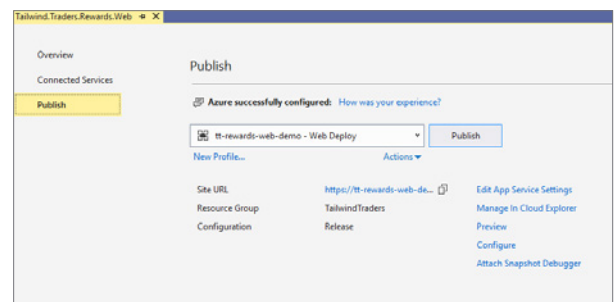 Tailwind.Traders.Rewards.Web
Overview
Connected Services
Publish
Publish
Azure successfully configured: How was your experience?
tt-rewards-web-demo - Web Deploy
Publish
New Profile...
Actions
Site URL
https://tt-rewards-web-de...
Edit App Service Settings
Resource Group
TailwindTraders
Manage In Cloud Explorer
Configuration
Release
Preview
Configure
Attach Snapshot Debugger